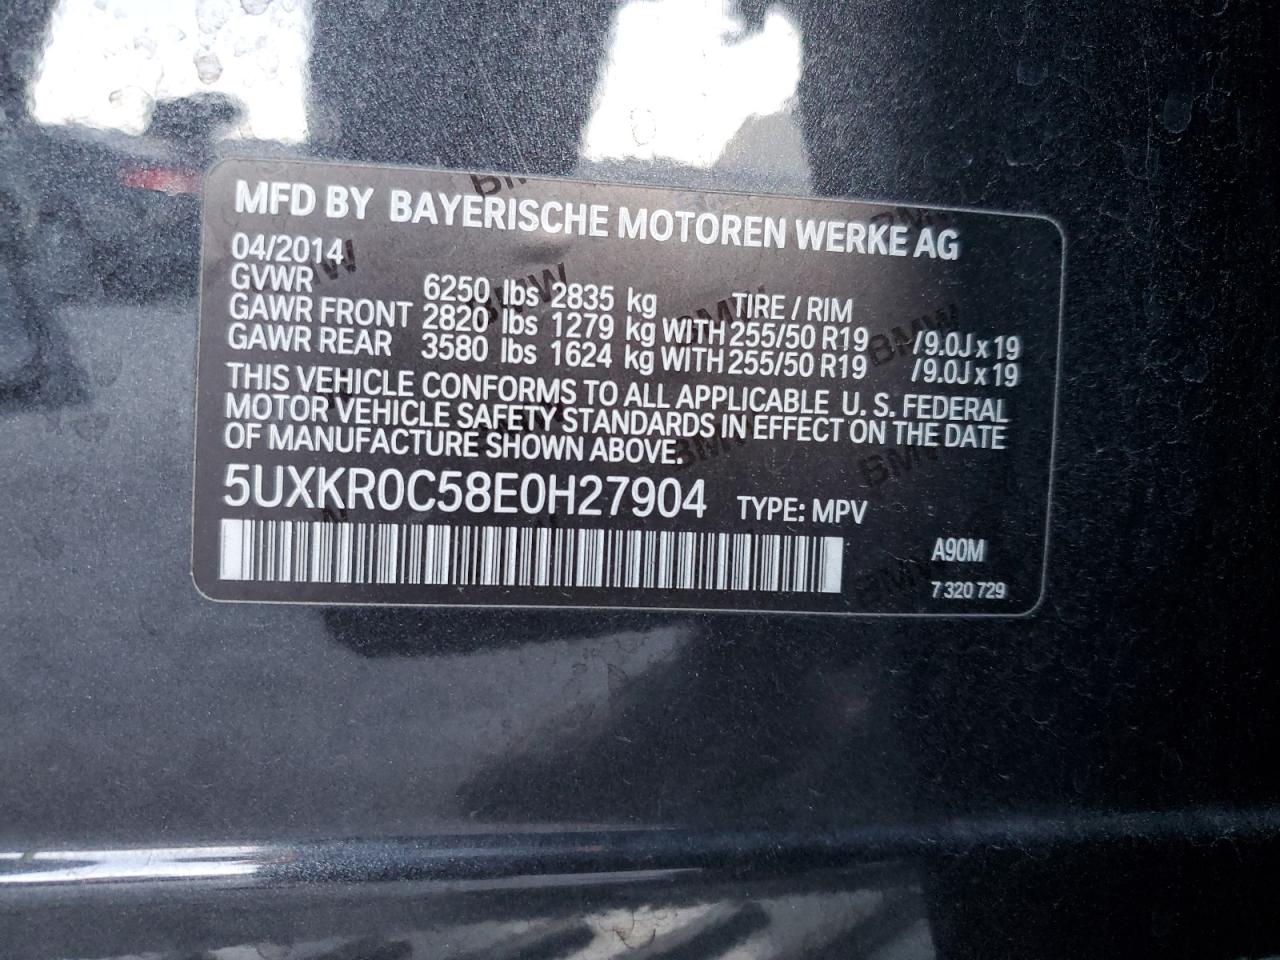 MFD BY BAYERISCHE MOTOREN WERKE AG
04/2014
GVWR 6250 lbs 2835 kg TIRE / RIM
GAWR FRONT 2820 lbs 1279 kg WITH 255/50 R19 /9.0J x 19
GAWR REAR 3580 lbs 1624 kg WITH 255/50 R19 /9.0J x 19
THIS VEHICLE CONFORMS TO ALL APPLICABLE U. S. FEDERAL
MOTOR VEHICLE SAFETY STANDARDS IN EFFECT ON THE DATE
OF MANUFACTURE SHOWN ABOVE.
5UXKR0C58E0H27904 TYPE: MPV
A90M
7 320 729